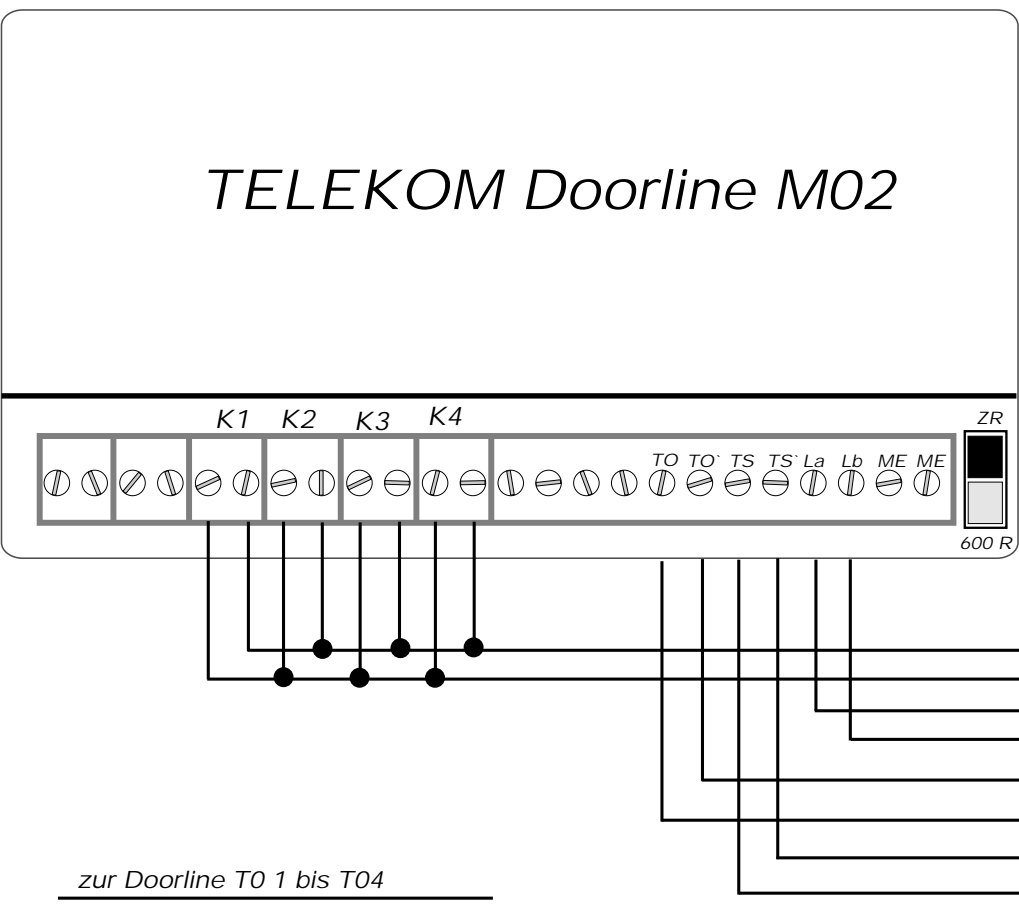 TELEKOM Doorline M02
K1 K2 K3 K4
ZR
TO TO` TS TS` La Lb ME ME
600 R
zur Doorline T0 1 bis T04